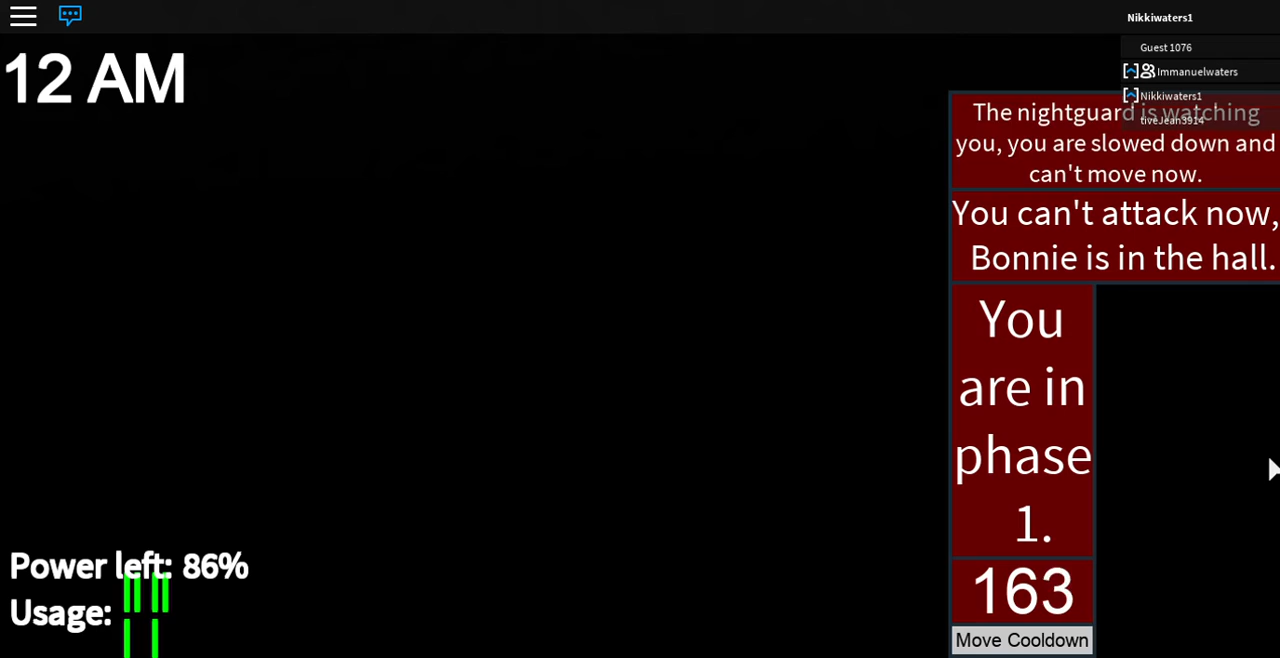 Nikkiwaters1
Guest 1076
Immanuelwaters
Nikkiwaters1
tiveJean3914
12 AM
The nightguard is watching
you, you are slowed down and
can't move now.
You can't attack now,
Bonnie is in the hall.
You
are in
phase
1.
163
Move Cooldown
Power left: 86%
Usage: